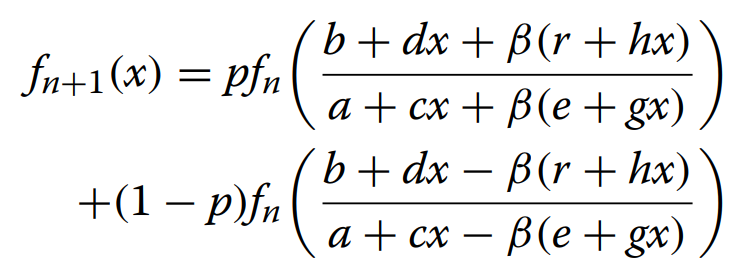 f_{n+1}(x) = pf_n\left(\frac{b + dx + \beta(r + hx)}{a + cx + \beta(e + gx)}\right)
+(1 - p)f_n\left(\frac{b + dx - \beta(r + hx)}{a + cx - \beta(e + gx)}\right)